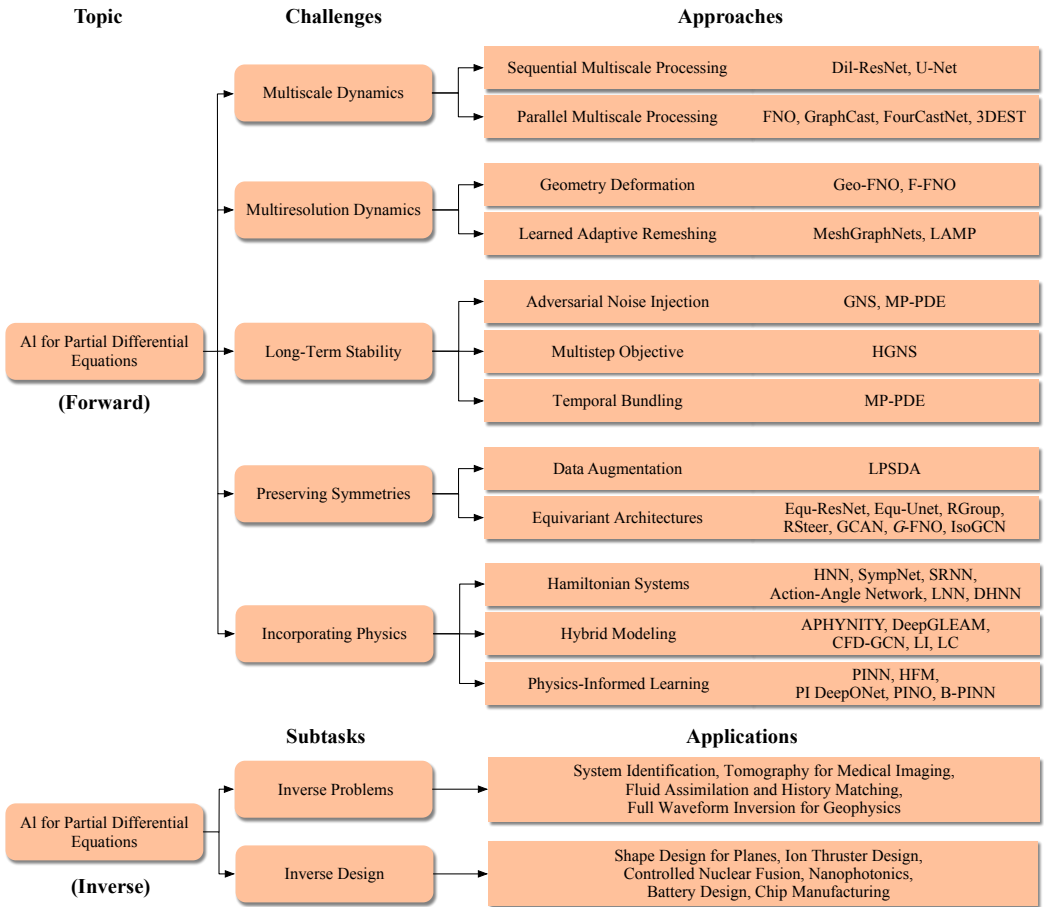 Topic
Challenges
Approaches
Multiscale Dynamics
Sequential Multiscale Processing
Dil-ResNet, U-Net
Parallel Multiscale Processing
FNO, GraphCast, FourCastNet, 3DEST
Multiresolution Dynamics
Geometry Deformation
Geo-FNO, F-FNO
Learned Adaptive Remeshing
MeshGraphNets, LAMP
AI for Partial Differential
Equations
(Forward)
Long-Term Stability
Adversarial Noise Injection
GNS, MP-PDE
Multistep Objective
HGNS
Temporal Bundling
MP-PDE
Preserving Symmetries
Data Augmentation
LPSDA
Equivariant Architectures
Equ-ResNet, Equ-Unet, RGroup,
RSteer, GCAN, G-FNO, IsoGCN
Incorporating Physics
Hamiltonian Systems
HNN, SympNet, SRNN,
Action-Angle Network, LNN, DHNN
Hybrid Modeling
APHYNITY, DeepGLEAM,
CFD-GCN, LI, LC
Physics-Informed Learning
PINN, HFM,
PI DeepONet, PINO, B-PINN
Subtasks
Applications
AI for Partial Differential
Equations
(Inverse)
Inverse Problems
System Identification, Tomography for Medical Imaging,
Fluid Assimilation and History Matching,
Full Waveform Inversion for Geophysics
Inverse Design
Shape Design for Planes, Ion Thruster Design,
Controlled Nuclear Fusion, Nanophotonics,
Battery Design, Chip Manufacturing